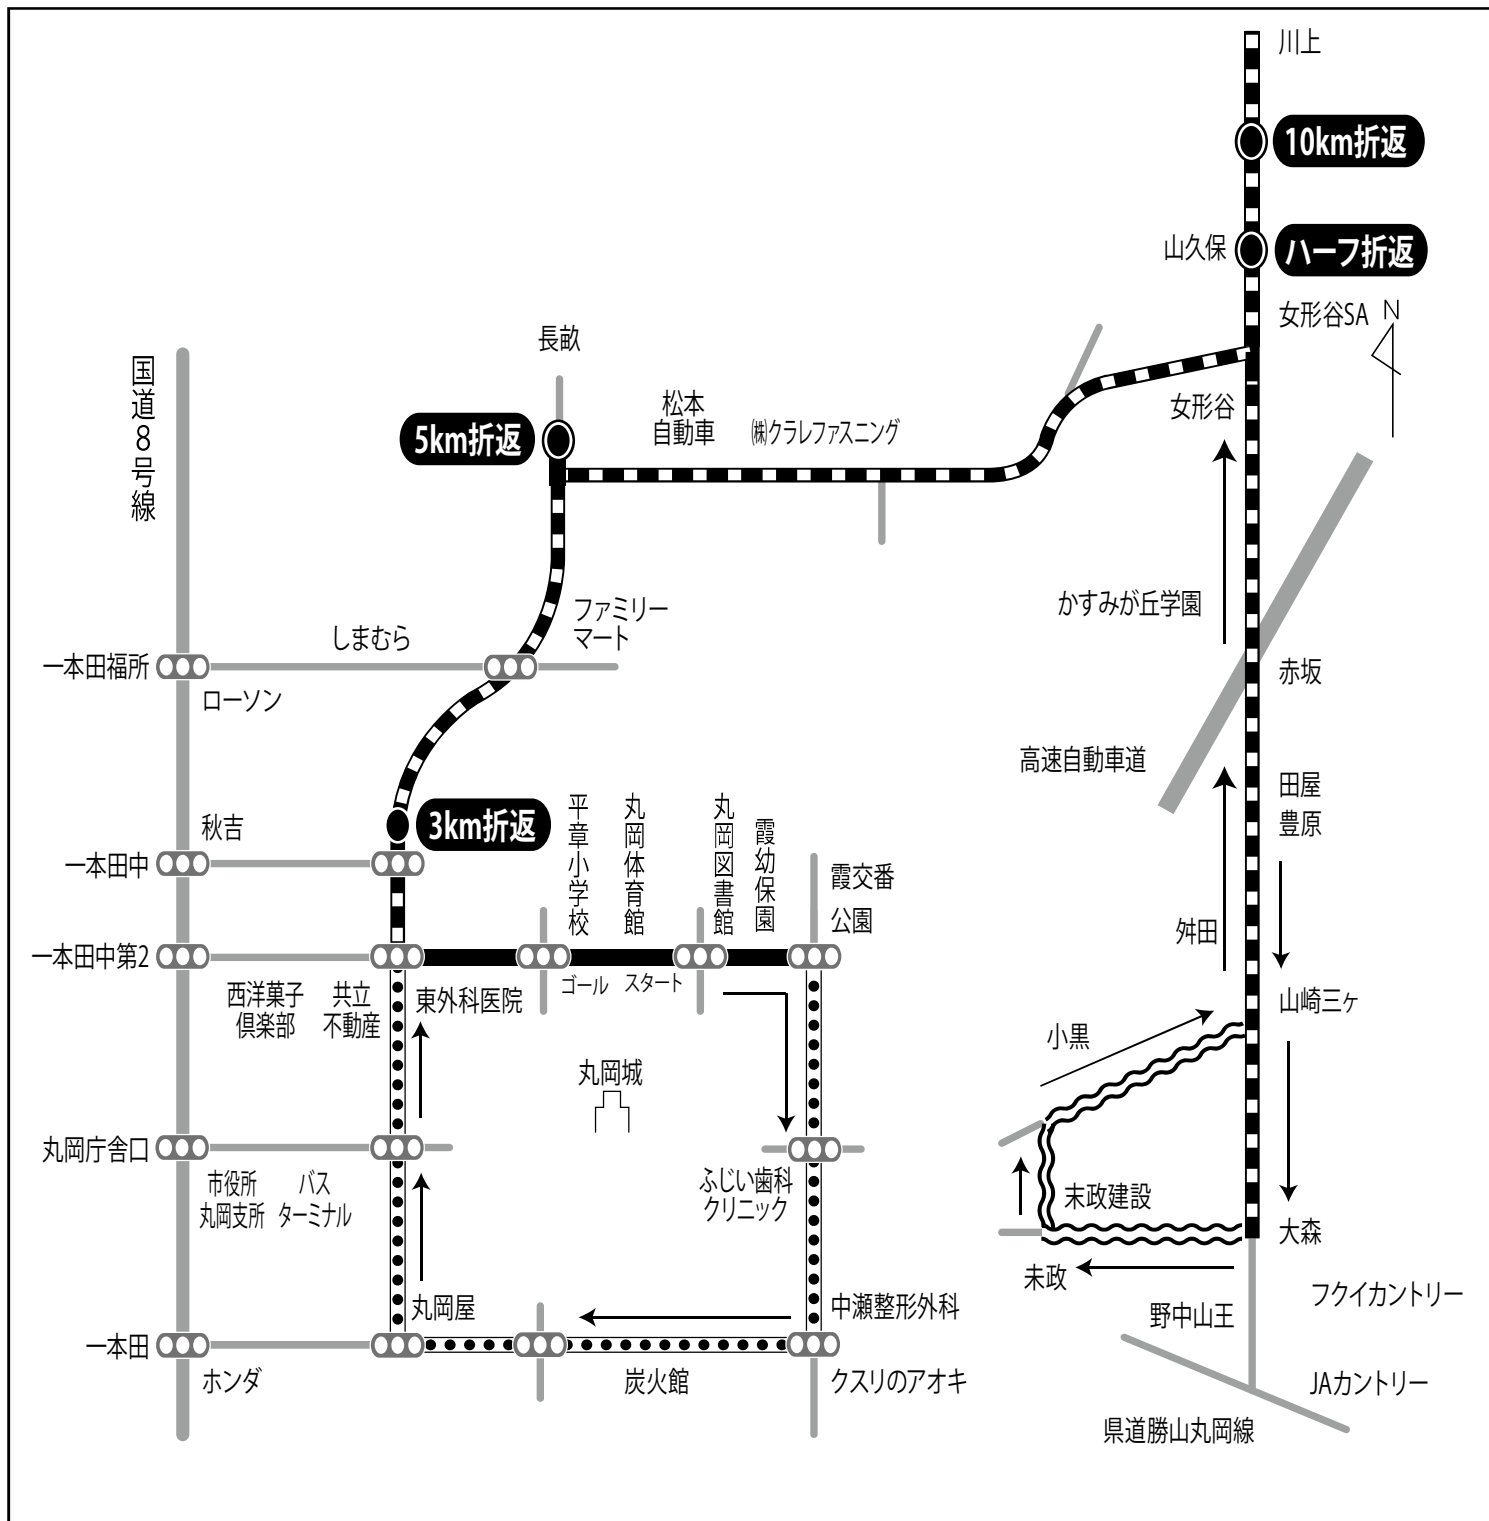 川上
10km折返
山久保
ハーフ折返
女形谷SA
N
長畝
国道8号線
5km折返
松本
自動車
㈱クラレファスニング
女形谷
かすみが丘学園
ファミリー
マート
しまむら
一本田福所
ローソン
赤坂
高速自動車道
田屋
豊原
3km折返
平章小学校
丸岡体育館
丸岡図書館
霞幼保園
秋吉
一本田中
霞交番
公園
舛田
一本田中第2
西洋菓子
倶楽部
共立
不動産
東外科医院
ゴール
スタート
山崎三ヶ
小黒
丸岡城
丸岡庁舎口
市役所
丸岡支所
バス
ターミナル
ふじい歯科
クリニック
末政建設
大森
未政
丸岡屋
中瀬整形外科
野中山王
フクイカントリー
一本田
ホンダ
炭火館
クスリのアオキ
JAカントリー
県道勝山丸岡線